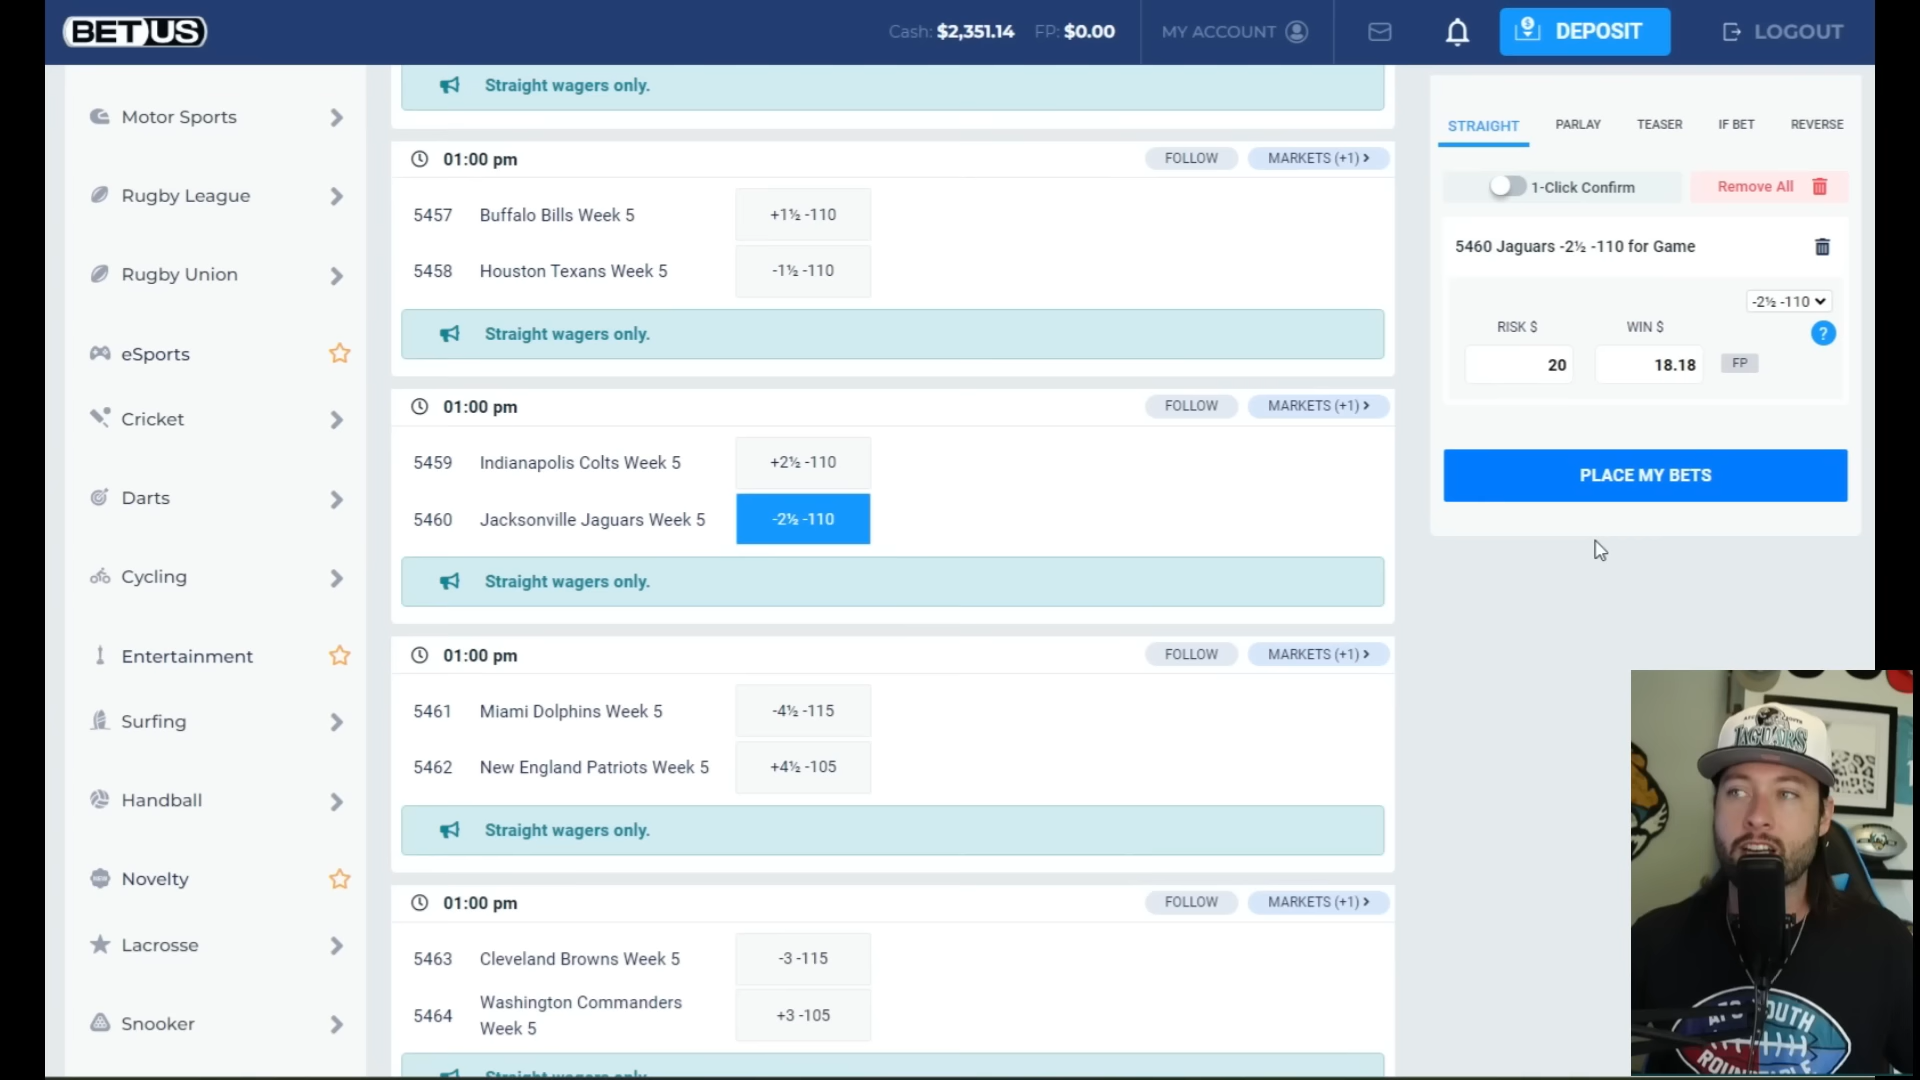 BETUS
Cash: $2,351.14 FP: $0.00
MY ACCOUNT
DEPOSIT
LOGOUT
Motor Sports
Rugby League
Rugby Union
eSports
Cricket
Darts
Cycling
Entertainment
Surfing
Handball
Novelty
Lacrosse
Snooker
Straight wagers only.
01:00 pm FOLLOW MARKETS (+1)
5457 Buffalo Bills Week 5 +1½ -110
5458 Houston Texans Week 5 -1½ -110
Straight wagers only.
01:00 pm FOLLOW MARKETS (+1)
5459 Indianapolis Colts Week 5 +2½ -110
5460 Jacksonville Jaguars Week 5 -2½ -110
Straight wagers only.
01:00 pm FOLLOW MARKETS (+1)
5461 Miami Dolphins Week 5 -4½ -115
5462 New England Patriots Week 5 +4½ -105
Straight wagers only.
01:00 pm FOLLOW MARKETS (+1)
5463 Cleveland Browns Week 5 -3 -115
5464 Washington Commanders Week 5 +3 -105
Straight wagers only.
STRAIGHT PARLAY TEASER IF BET REVERSE
1-Click Confirm Remove All
5460 Jaguars -2½ -110 for Game
-2½ -110
RISK $ WIN $
?
20 18.18 FP
PLACE MY BETS
JAGUARS